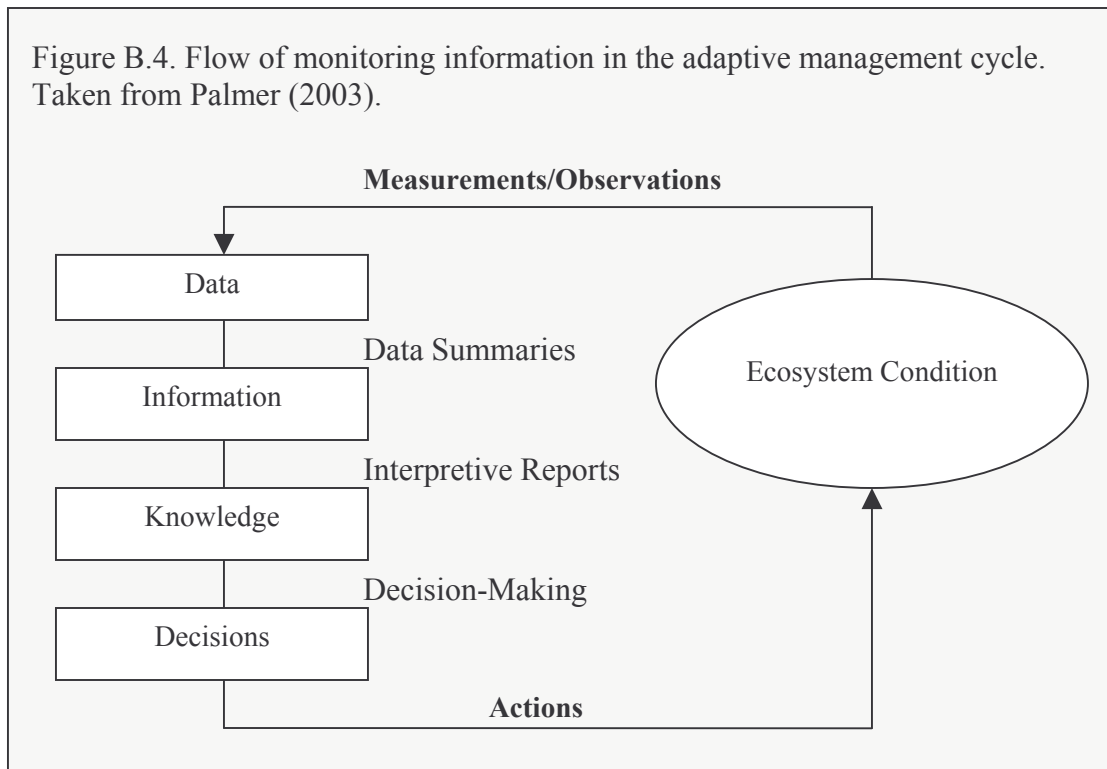 Figure B.4. Flow of monitoring information in the adaptive management cycle.
Taken from Palmer (2003).
Measurements/Observations
Data
Data Summaries
Information
Ecosystem Condition
Interpretive Reports
Knowledge
Decision-Making
Decisions
Actions